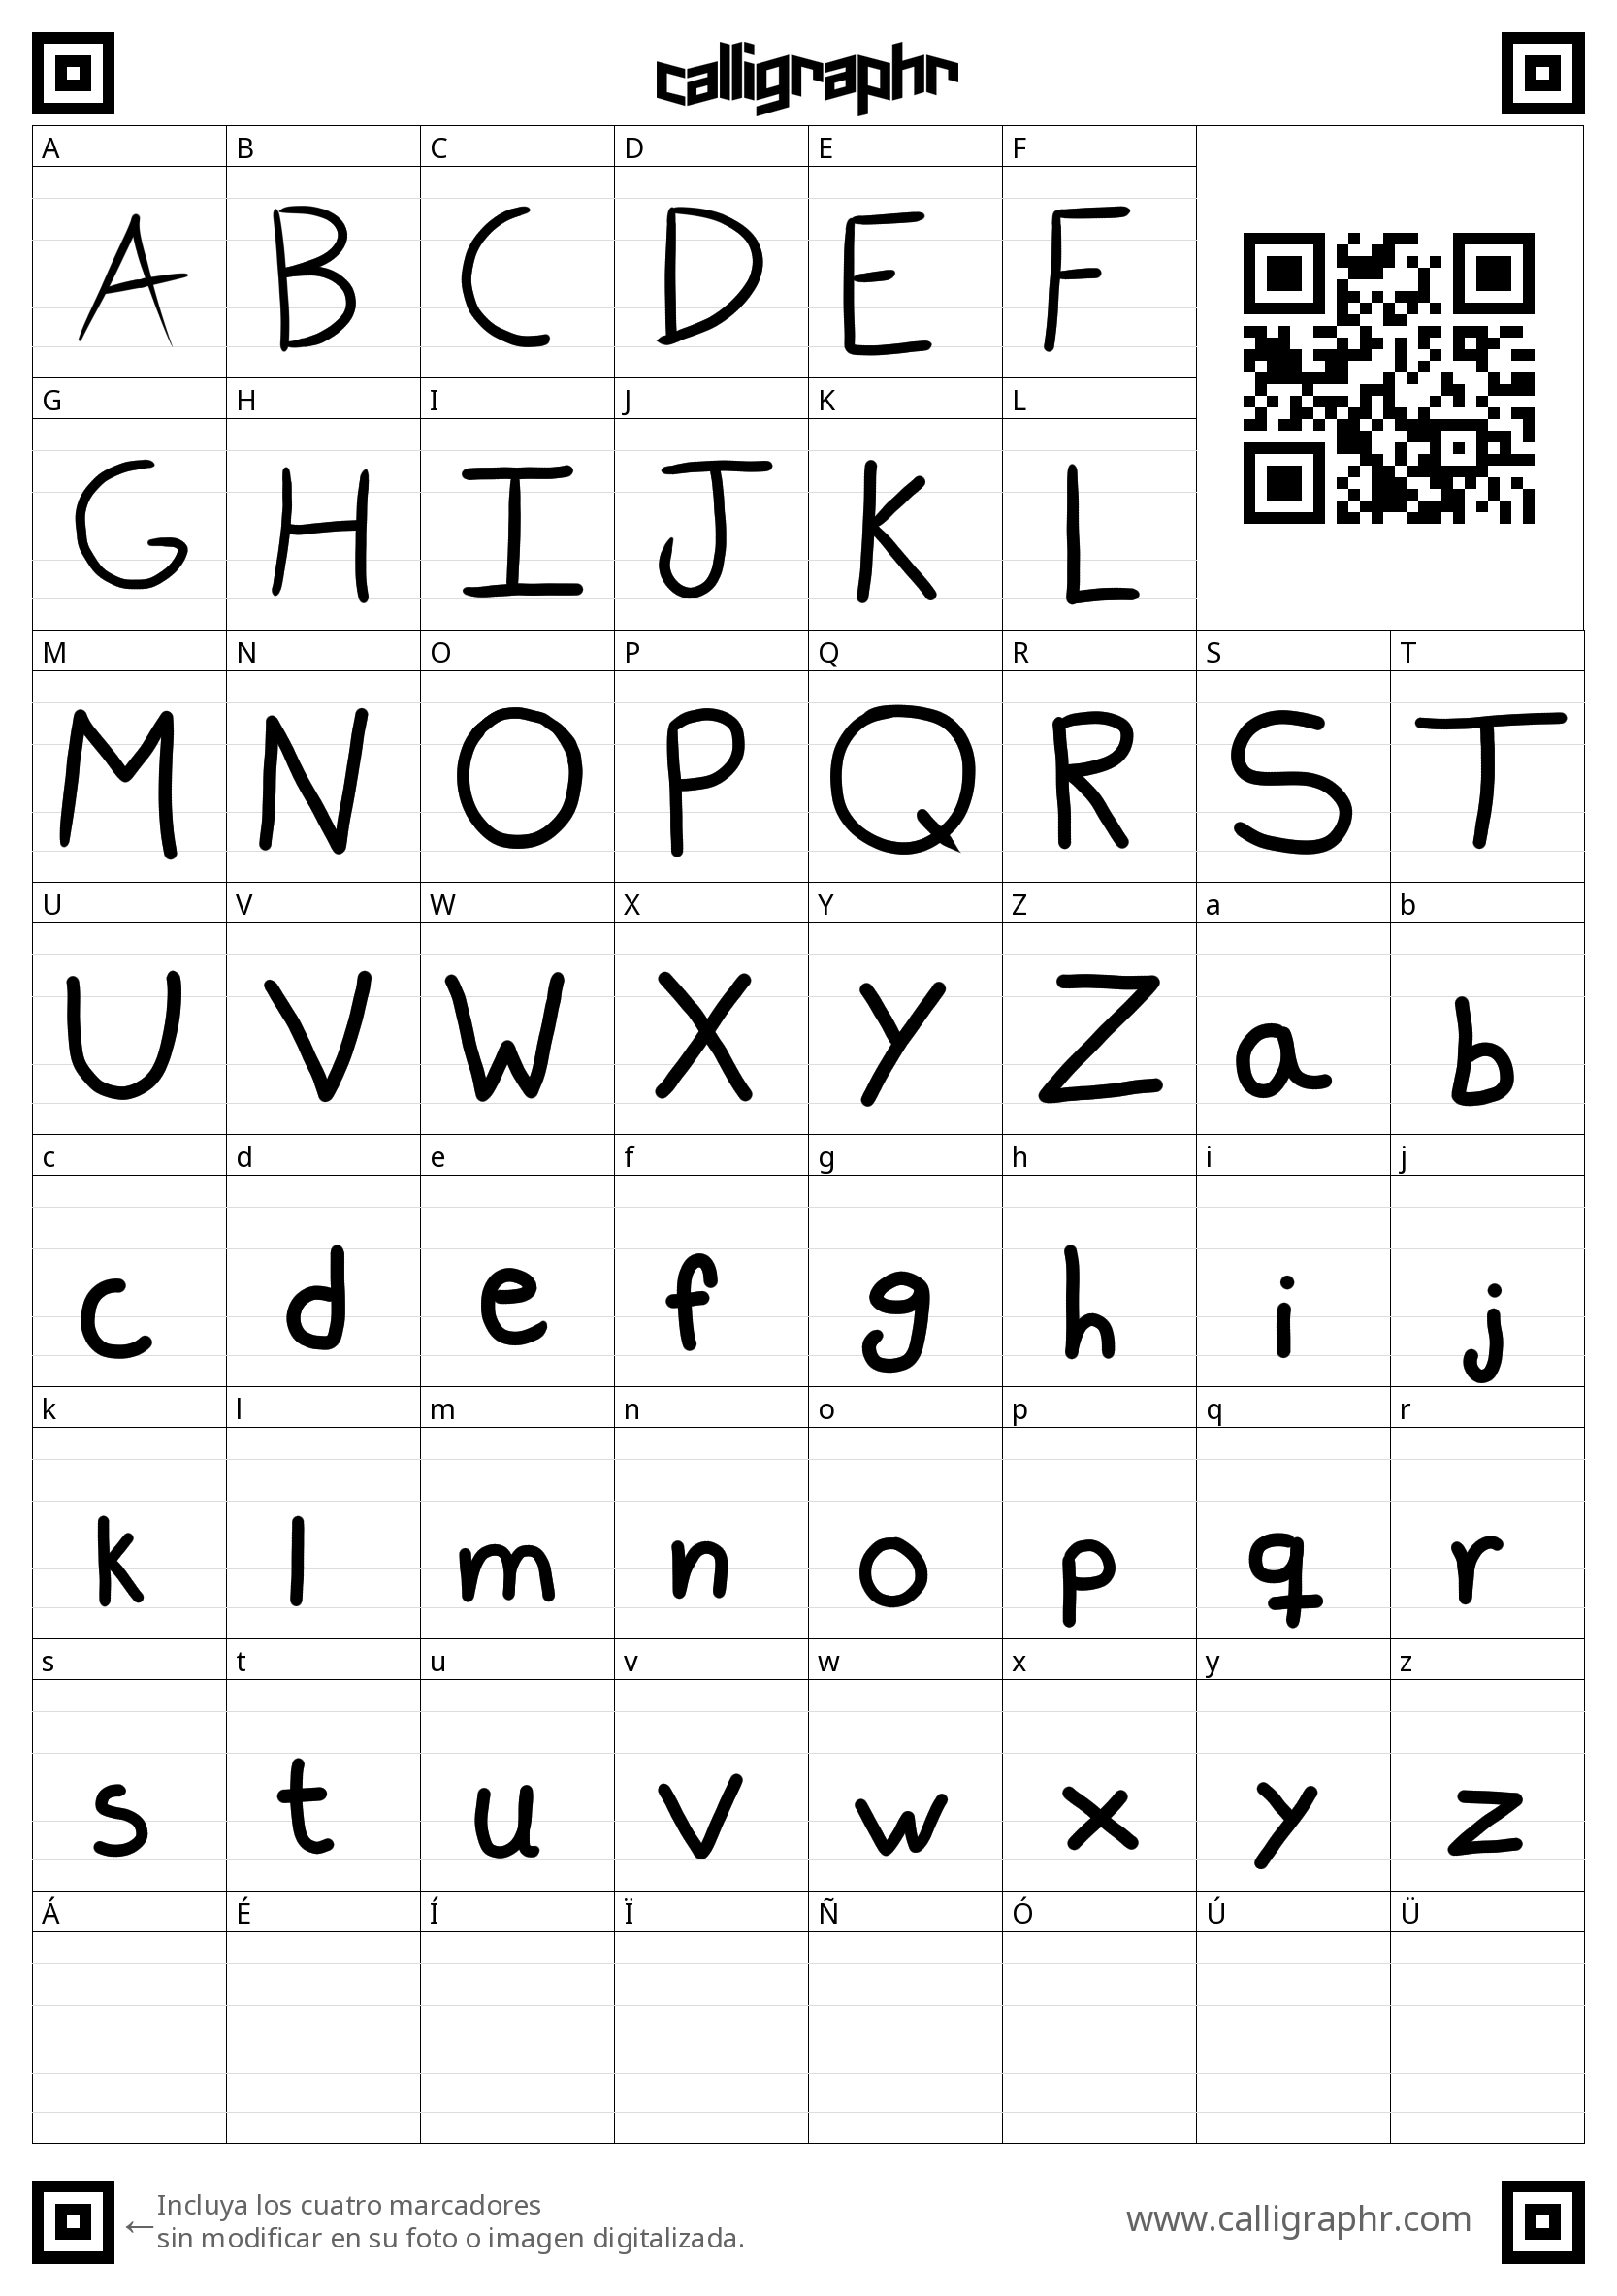 calligraphr
A B C D E F
A B C D E F
G H I J K L
G H I J K L
M N O P Q R S T
M N O P Q R S T
U V W X Y Z a b
U V W X Y Z a b
c d e f g h i j
c d e f g h i j
k l m n o p q r
k l m n o p q r
s t u v w x y z
s t u v w x y z
Á É Í Ï Ñ Ó Ú Ü
←Incluya los cuatro marcadores
sin modificar en su foto o imagen digitalizada.
www.calligraphr.com